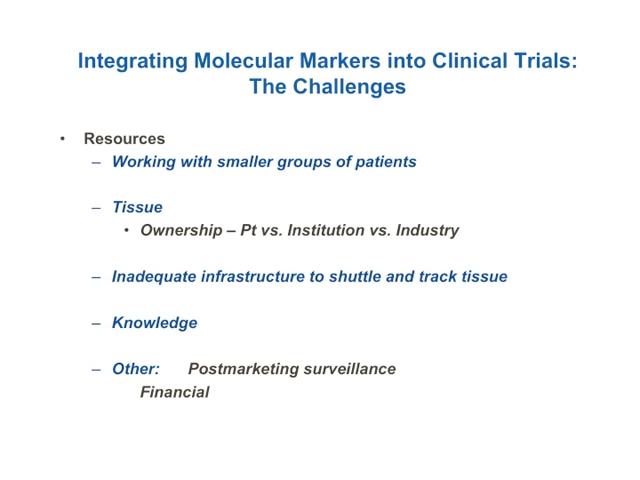 Integrating Molecular Markers into Clinical Trials:
The Challenges
• Resources
– Working with smaller groups of patients
– Tissue
• Ownership – Pt vs. Institution vs. Industry
– Inadequate infrastructure to shuttle and track tissue
– Knowledge
– Other: Postmarketing surveillance
Financial